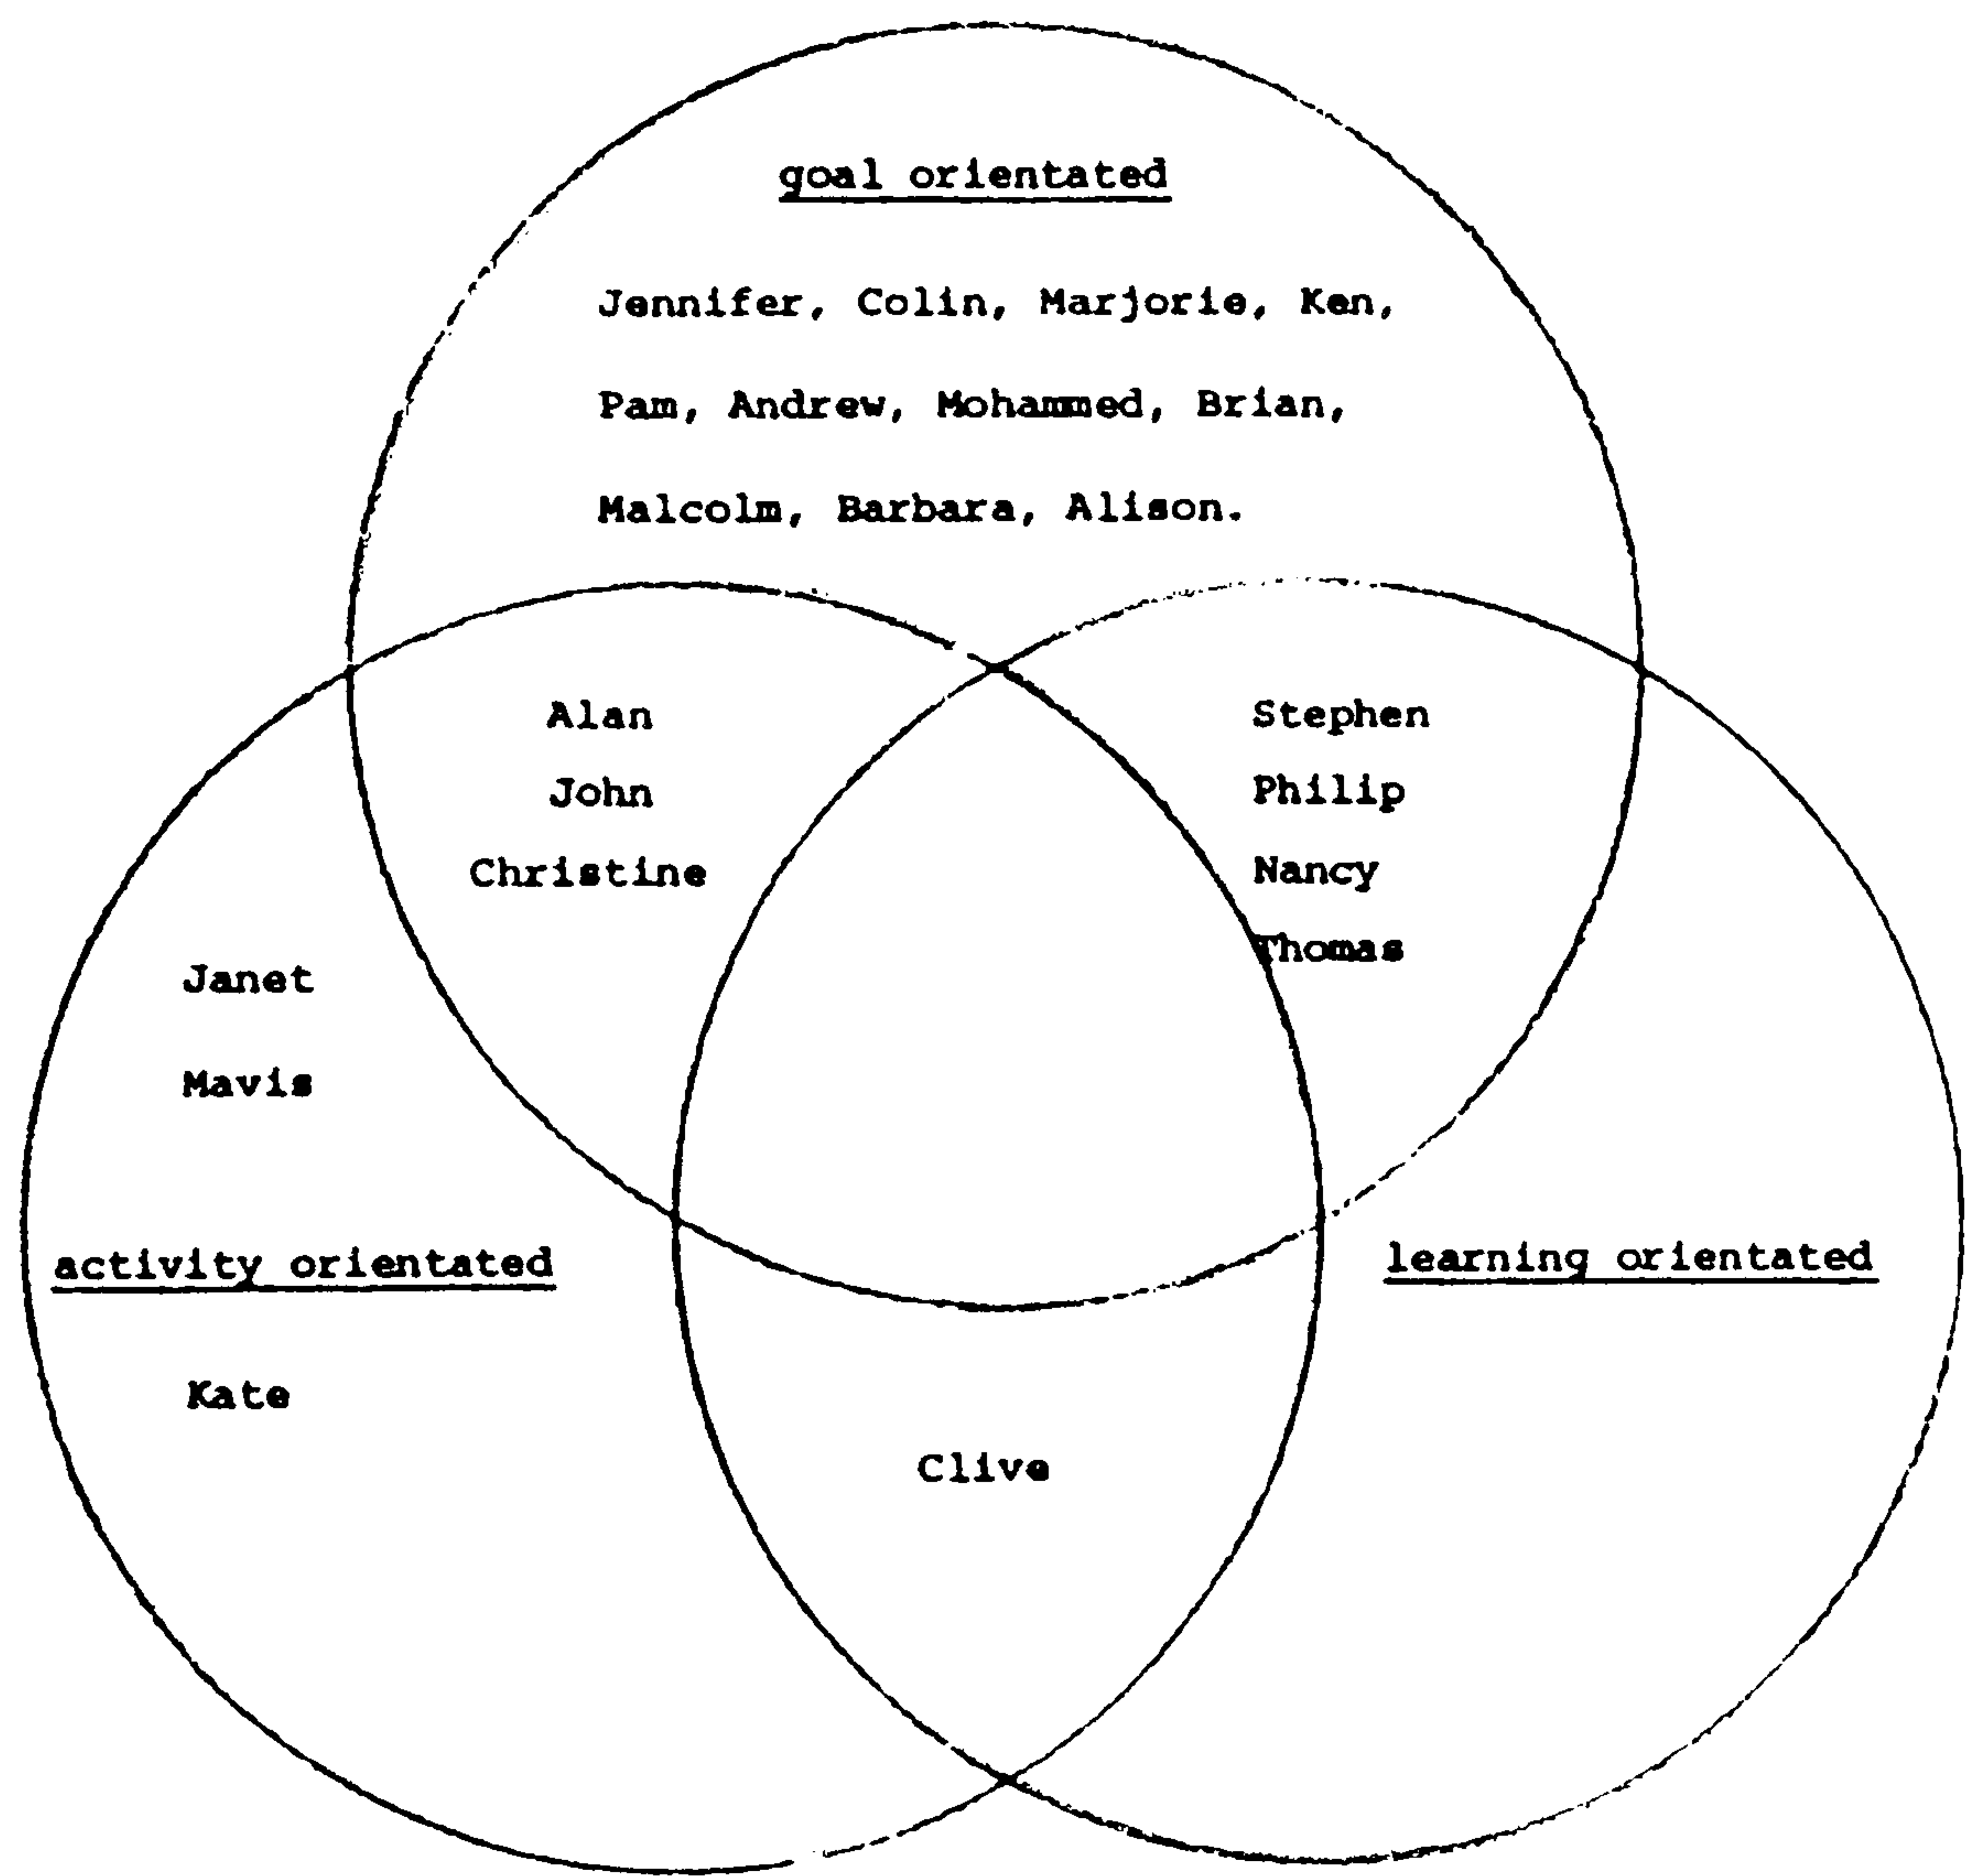 goal orientated
Jennifer, Colin, Marjorie, Ken,
Pam, Andrew, Mohammed, Brian,
Malcolm, Barbara, Alison.
Alan
John
Christine
Stephen
Philip
Nancy
Thomas
Janet
Mavis
activity orientated
learning orientated
Kate
Clive